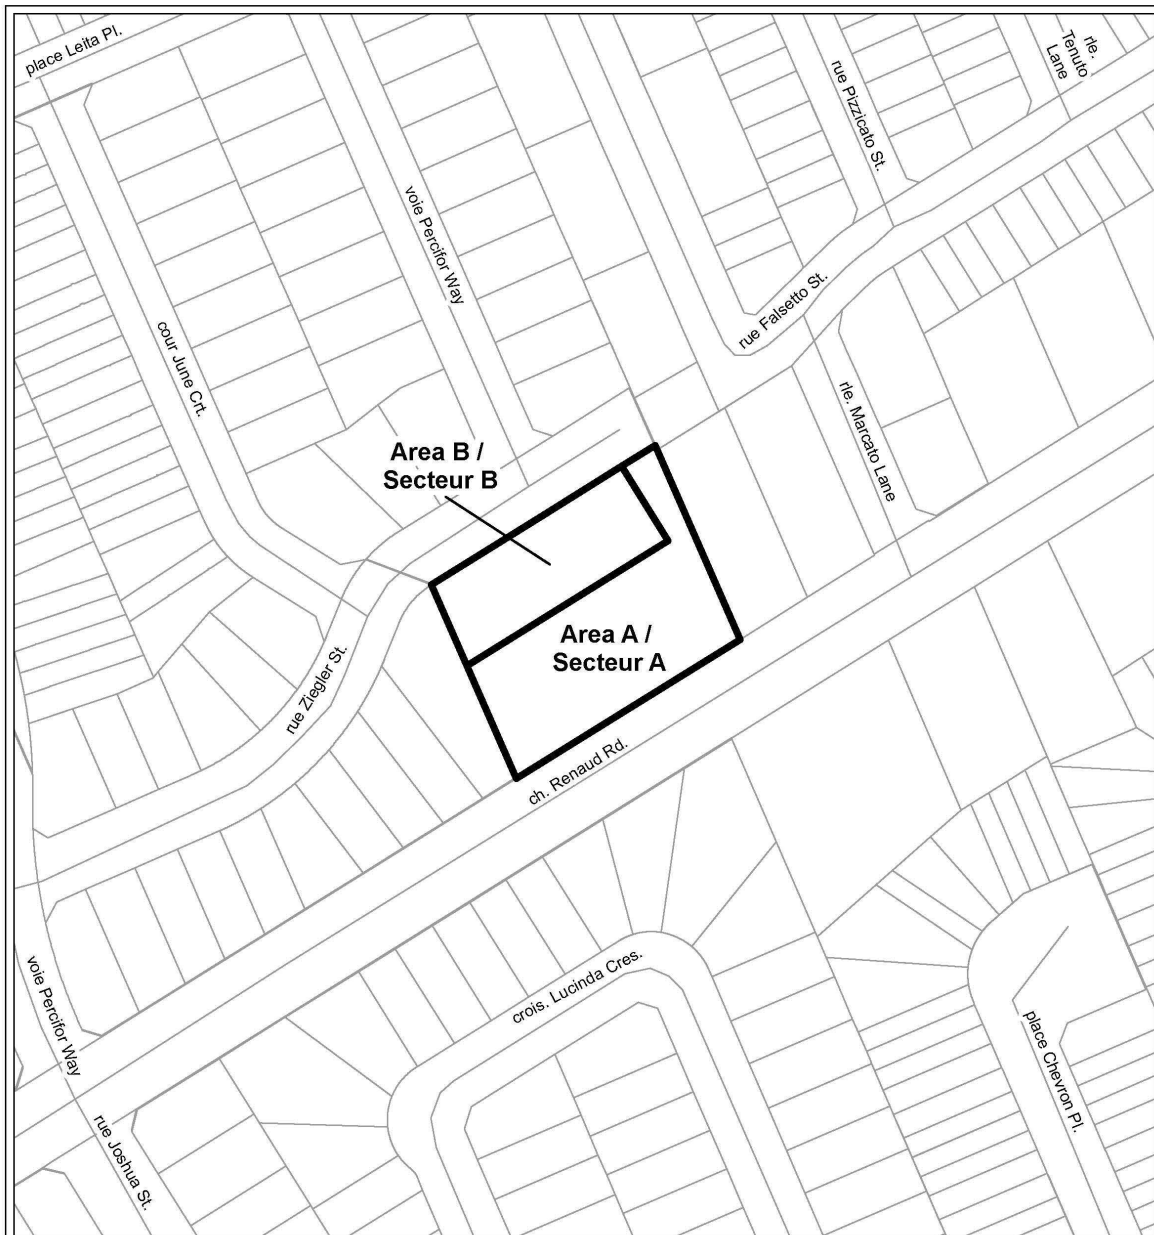 place Leita Pl.
rle.
Tenuto
Lane
rue Pizzicato St.
voie Percifor Way
rue Falsetto St.
cour June Crt.
rle. Marcato Lane
Area B /
Secteur B
Area A /
Secteur A
rue Ziegler St.
ch. Renaud Rd.
crois. Lucinda Cres.
voie Percifor Way
place Chevron Pl.
rue Joshua St.